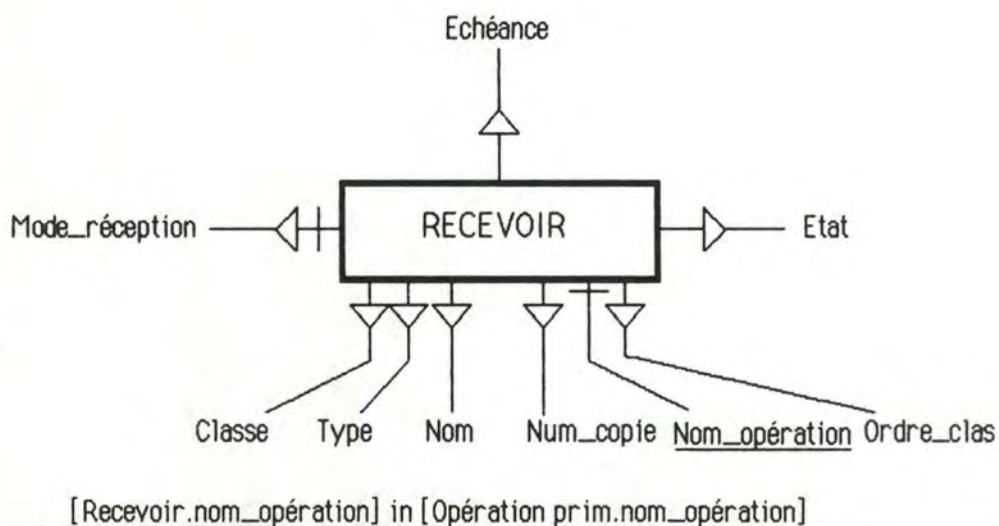 Echéance
Mode_réception
RECEVOIR
Etat
Classe Type Nom Num_copie Nom_opération Ordre_clas
[Recevoir.nom_opération] in [Opération prim.nom_opération]